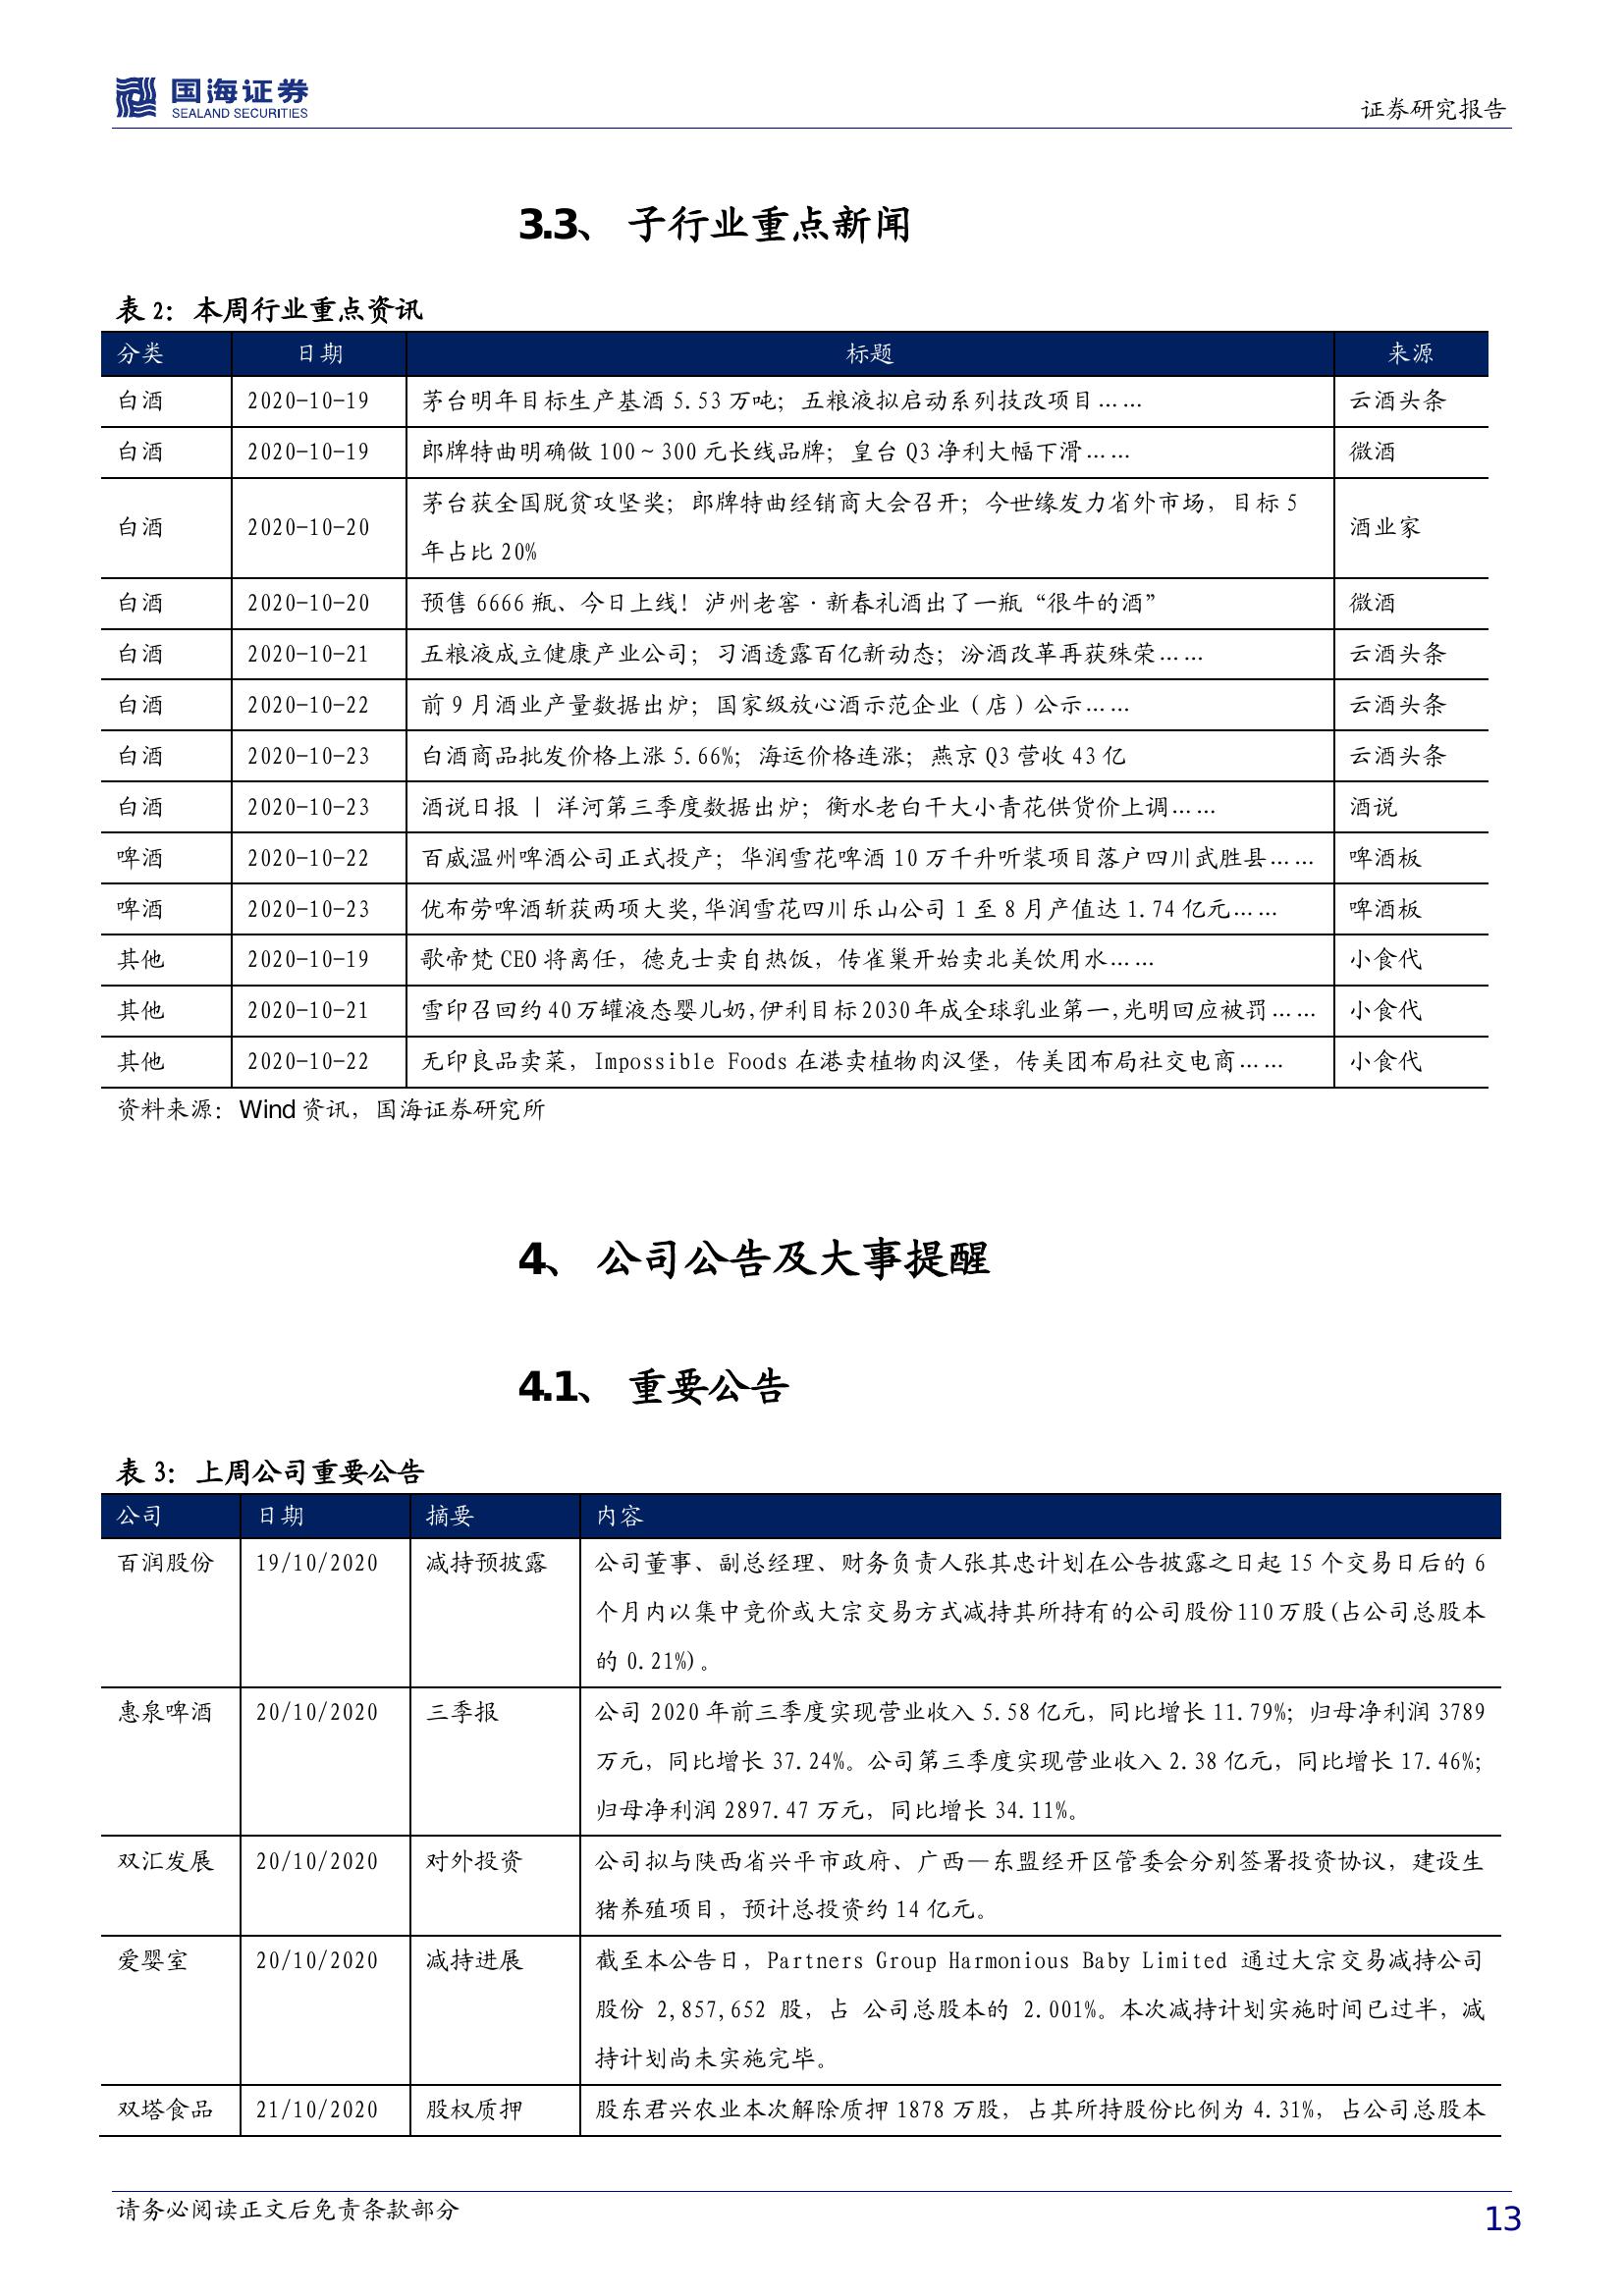 国海证券
SEALAND SECURITIES
证券研究报告
3.3、 子行业重点新闻
表 2：本周行业重点资讯
分类 日期 标题 来源
白酒 2020-10-19 茅台明年目标生产基酒 5.53 万吨；五粮液拟启动系列技改项目…… 云酒头条
白酒 2020-10-19 郎牌特曲明确做 100～300 元长线品牌；皇台 Q3 净利大幅下滑…… 微酒
白酒 2020-10-20 茅台获全国脱贫攻坚奖；郎牌特曲经销商大会召开；今世缘发力省外市场，目标 5
年占比 20% 酒业家
白酒 2020-10-20 预售 6666 瓶、今日上线！泸州老窖·新春礼酒出了一瓶“很牛的酒” 微酒
白酒 2020-10-21 五粮液成立健康产业公司；习酒透露百亿新动态；汾酒改革再获殊荣…… 云酒头条
白酒 2020-10-22 前 9 月酒业产量数据出炉；国家级放心酒示范企业（店）公示…… 云酒头条
白酒 2020-10-23 白酒商品批发价格上涨 5.66%；海运价格连涨；燕京 Q3 营收 43 亿 云酒头条
白酒 2020-10-23 酒说日报 | 洋河第三季度数据出炉；衡水老白干大小青花供货价上调…… 酒说
啤酒 2020-10-22 百威温州啤酒公司正式投产；华润雪花啤酒 10 万千升听装项目落户四川武胜县…… 啤酒板
啤酒 2020-10-23 优布劳啤酒斩获两项大奖,华润雪花四川乐山公司 1 至 8 月产值达 1.74 亿元…… 啤酒板
其他 2020-10-19 歌帝梵 CEO 将离任，德克士卖自热饭，传雀巢开始卖北美饮用水…… 小食代
其他 2020-10-21 雪印召回约 40 万罐液态婴儿奶,伊利目标 2030 年成全球乳业第一,光明回应被罚…… 小食代
其他 2020-10-22 无印良品卖菜，Impossible Foods 在港卖植物肉汉堡，传美团布局社交电商…… 小食代
资料来源：Wind 资讯，国海证券研究所
4、 公司公告及大事提醒
4.1、 重要公告
表 3：上周公司重要公告
公司 日期 摘要 内容
百润股份 19/10/2020 减持预披露 公司董事、副总经理、财务负责人张其忠计划在公告披露之日起 15 个交易日后的 6
个月内以集中竞价或大宗交易方式减持其所持有的公司股份 110 万股(占公司总股本
的 0.21%)。
惠泉啤酒 20/10/2020 三季报 公司 2020 年前三季度实现营业收入 5.58 亿元，同比增长 11.79%；归母净利润 3789
万元，同比增长 37.24%。公司第三季度实现营业收入 2.38 亿元，同比增长 17.46%；
归母净利润 2897.47 万元，同比增长 34.11%。
双汇发展 20/10/2020 对外投资 公司拟与陕西省兴平市政府、广西—东盟经开区管委会分别签署投资协议，建设生
猪养殖项目，预计总投资约 14 亿元。
爱婴室 20/10/2020 减持进展 截至本公告日，Partners Group Harmonious Baby Limited 通过大宗交易减持公司
股份 2,857,652 股，占 公司总股本的 2.001%。本次减持计划实施时间已过半，减
持计划尚未实施完毕。
双塔食品 21/10/2020 股权质押 股东君兴农业本次解除质押 1878 万股，占其所持股份比例为 4.31%，占公司总股本
请务必阅读正文后免责条款部分
13